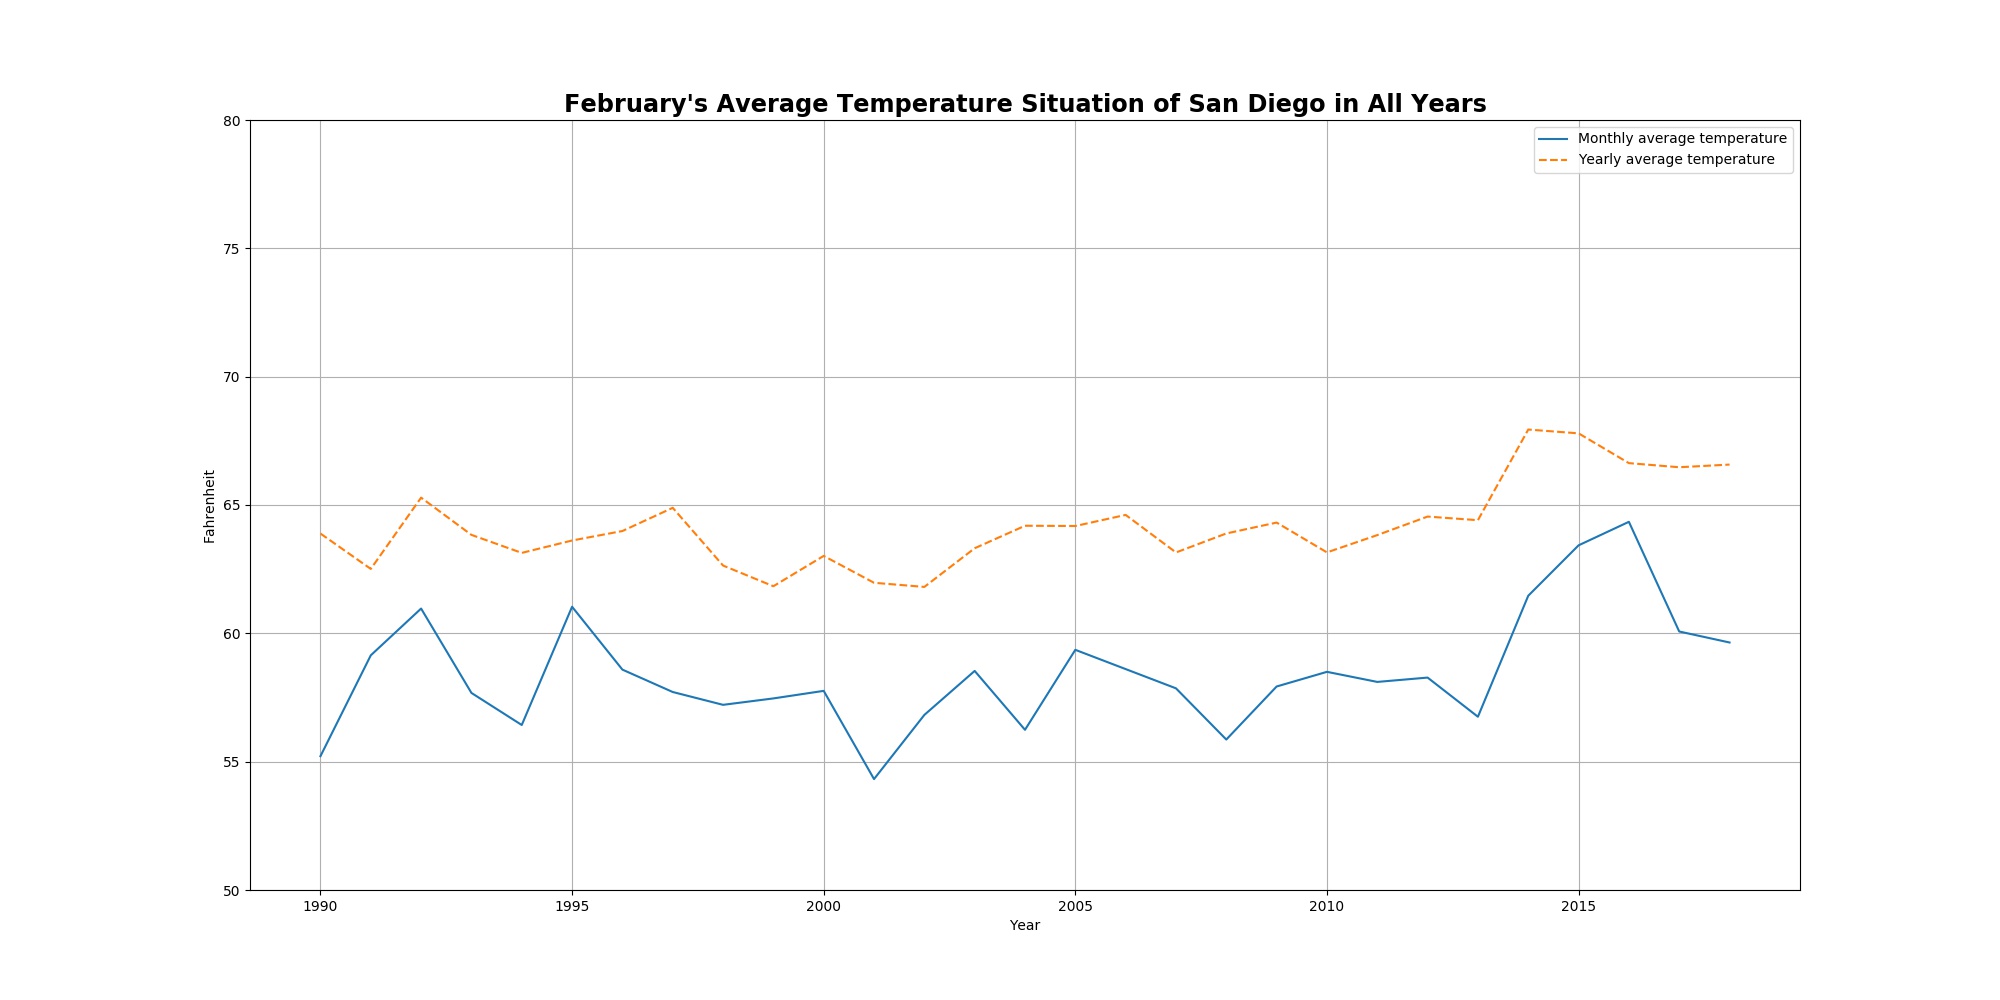 February's Average Temperature Situation of San Diego in All Years
Monthly average temperature
Yearly average temperature
80
75
70
65
60
55
50
Fahrenheit
1990 1995 2000 2005 2010 2015
Year